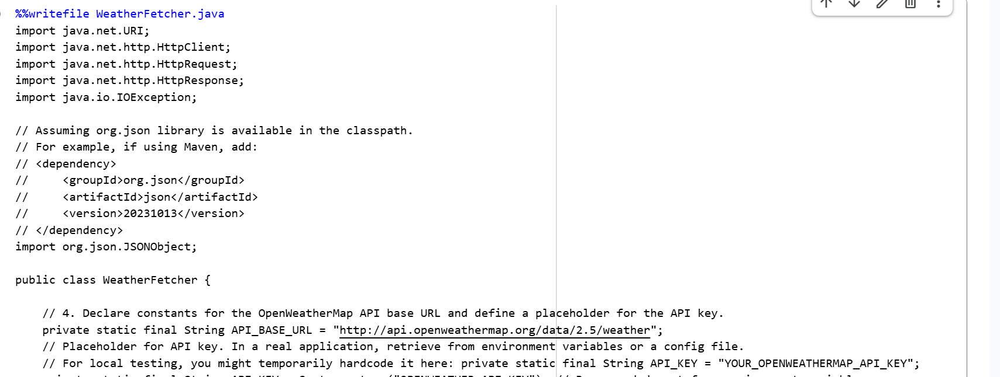 %%writefile WeatherFetcher.java
import java.net.URI;
import java.net.http.HttpClient;
import java.net.http.HttpRequest;
import java.net.http.HttpResponse;
import java.io.IOException;

// Assuming org.json library is available in the classpath.
// For example, if using Maven, add:
// <dependency>
//     <groupId>org.json</groupId>
//     <artifactId>json</artifactId>
//     <version>20231013</version>
// </dependency>
import org.json.JSONObject;

public class WeatherFetcher {

    // 4. Declare constants for the OpenWeatherMap API base URL and define a placeholder for the API key.
    private static final String API_BASE_URL = "http://api.openweathermap.org/data/2.5/weather";
    // Placeholder for API key. In a real application, retrieve from environment variables or a config file.
    // For local testing, you might temporarily hardcode it here: private static final String API_KEY = "YOUR_OPENWEATHERMAP_API_KEY";